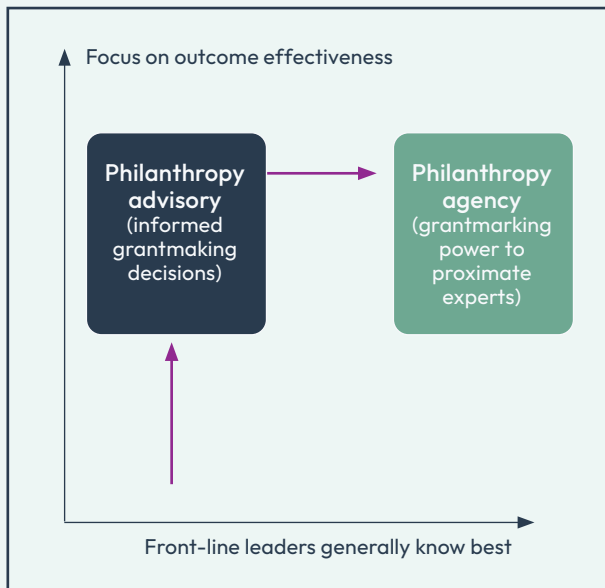 Focus on outcome effectiveness
Philanthropy
advisory
(informed
grantmaking
decisions)
Philanthropy
agency
(grantmarking
power to
proximate
experts)
Front-line leaders generally know best